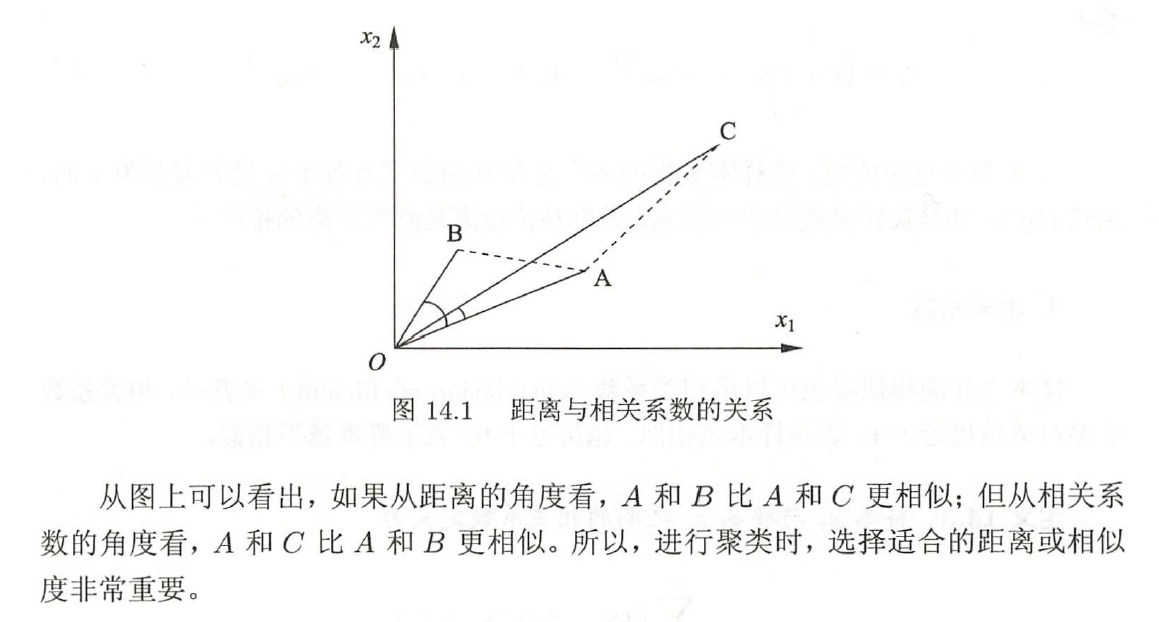 x₂
C
B
A
x₁
O
图 14.1 距离与相关系数的关系
从图上可以看出，如果从距离的角度看，A 和 B 比 A 和 C 更相似；但从相关系
数的角度看，A 和 C 比 A 和 B 更相似。所以，进行聚类时，选择适合的距离或相似
度非常重要。